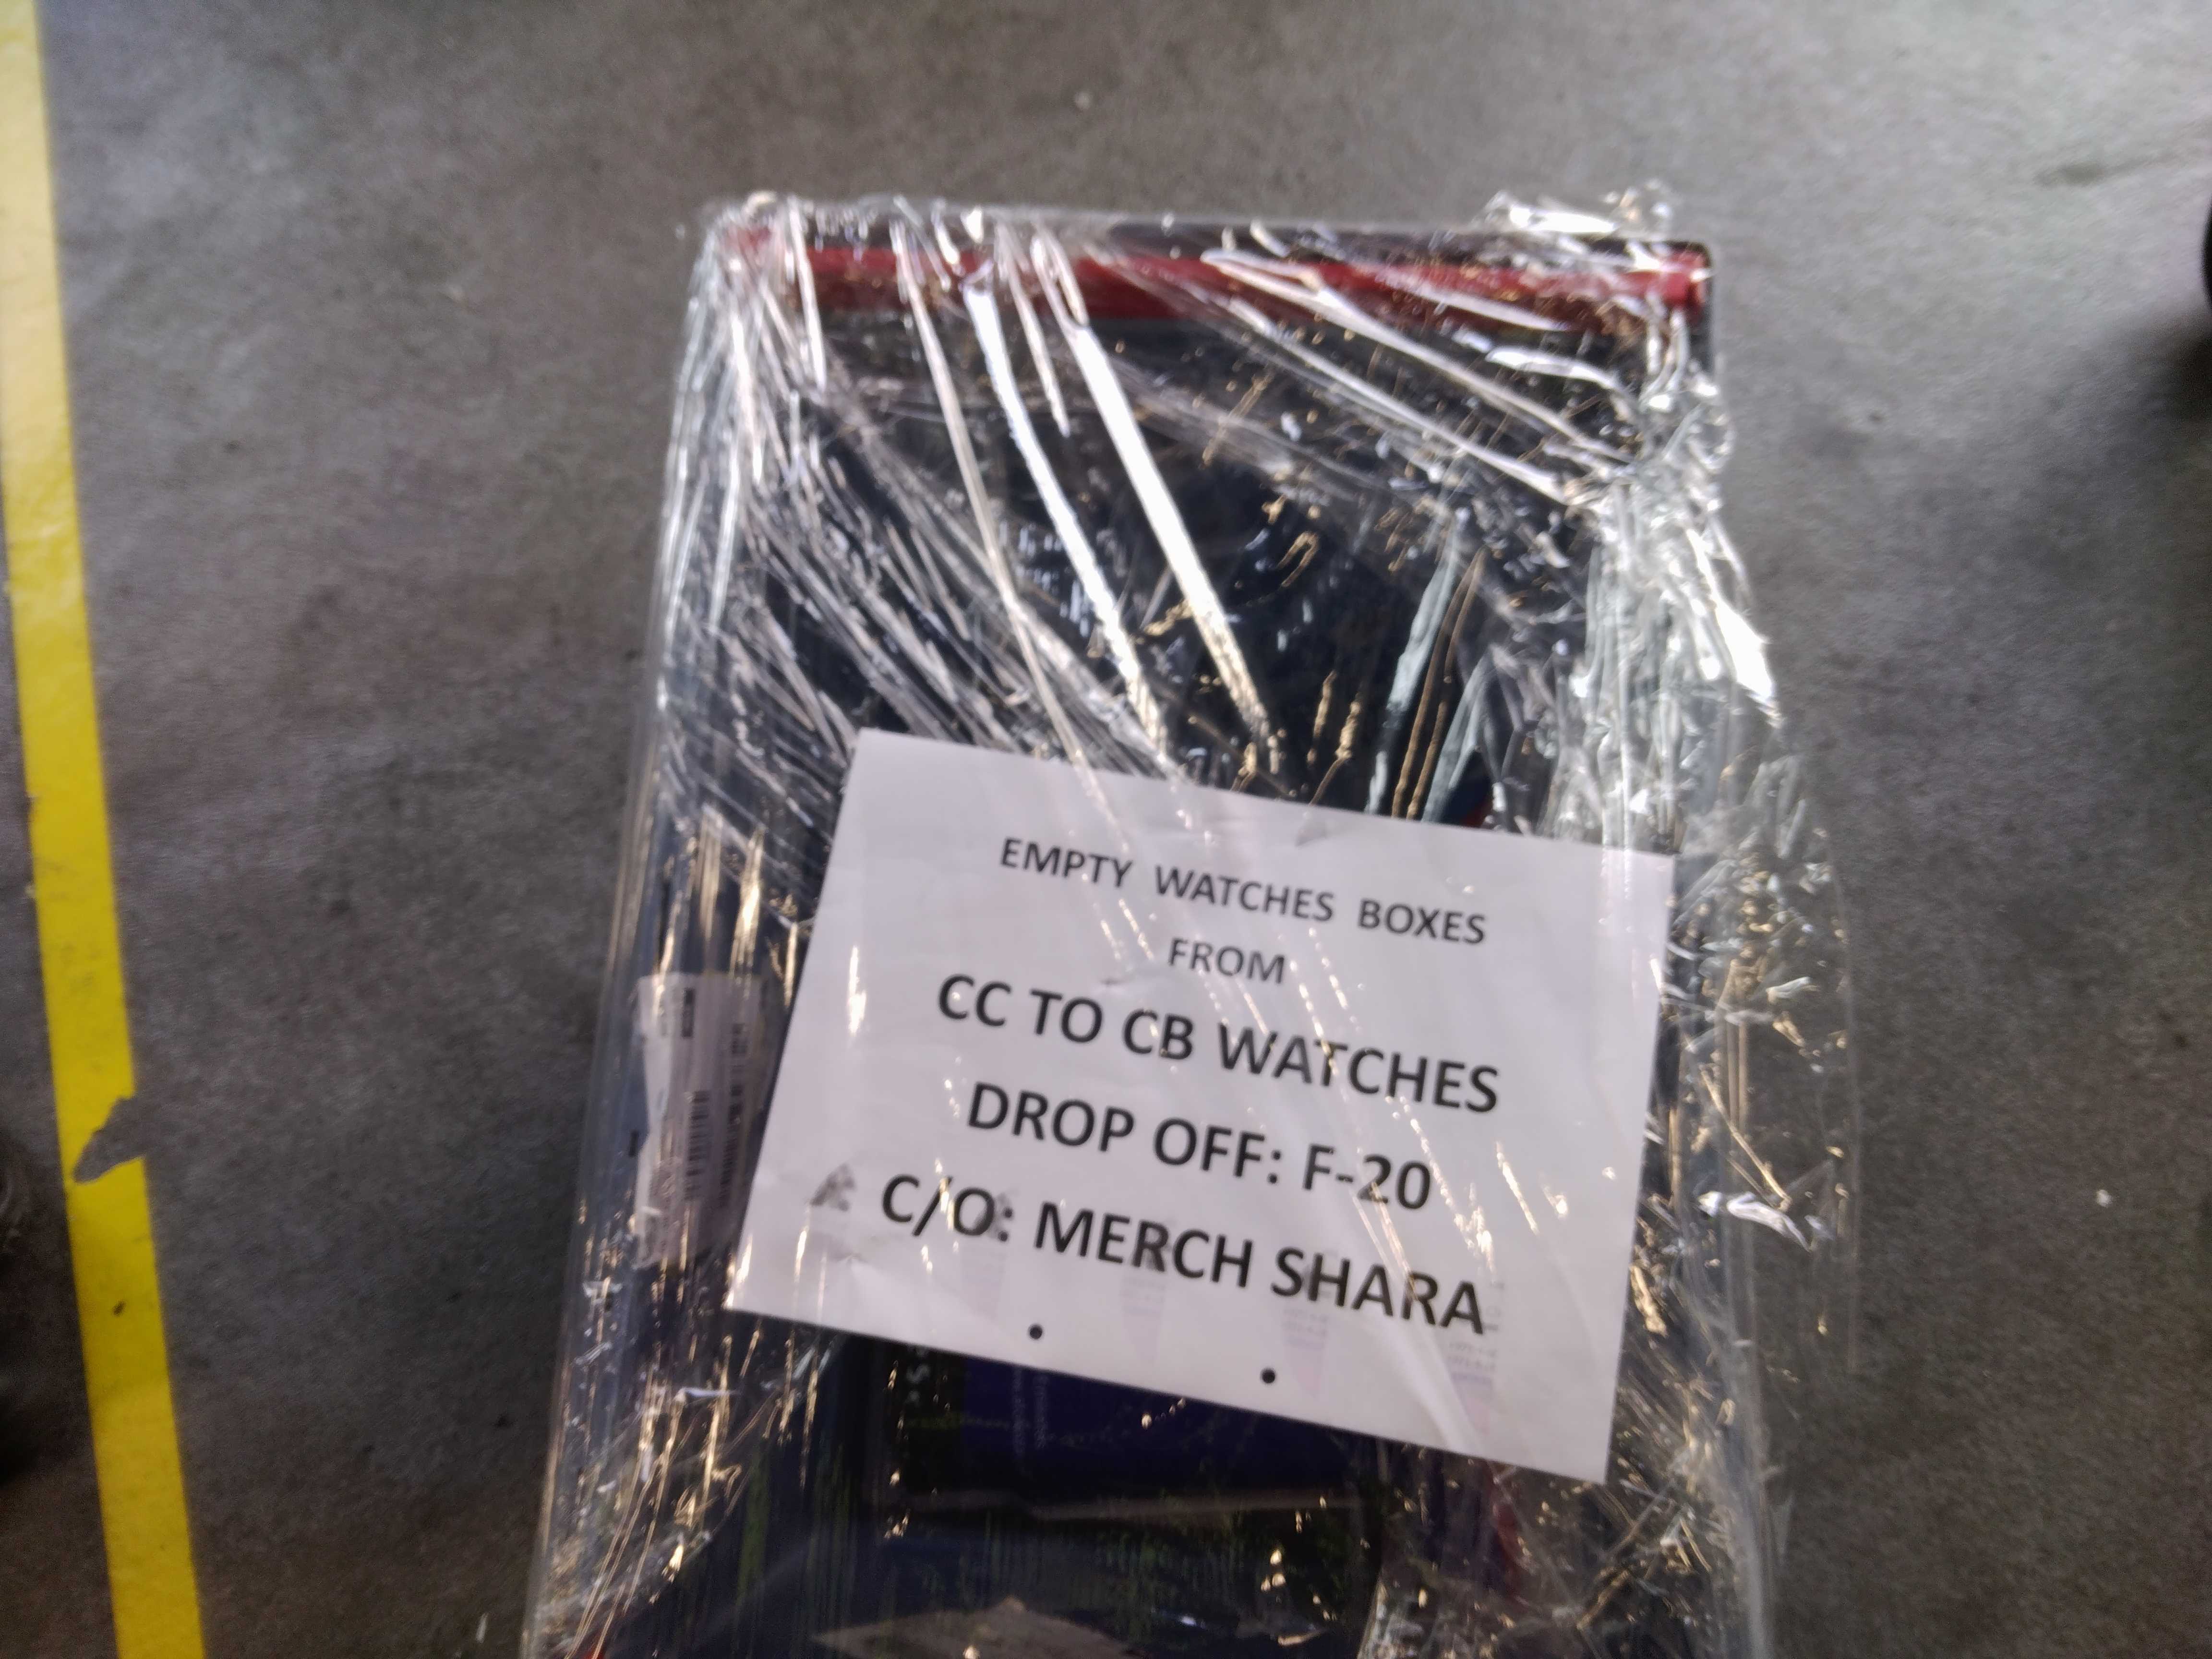 EMPTY WATCHES BOXES
FROM
CC TO CB WATCHES
DROP OFF: F-20
C/O: MERCH SHARA